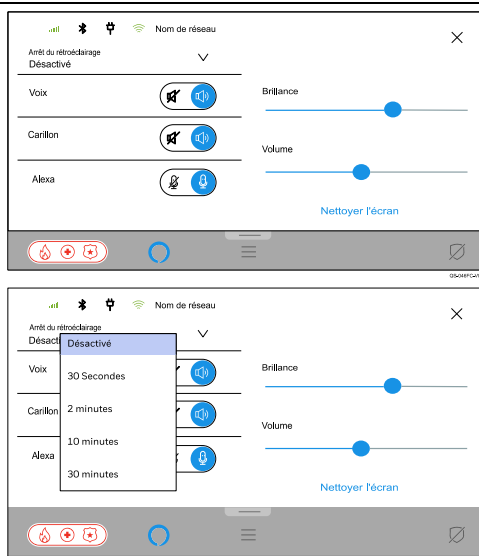 Nom de réseau
Arrêt du rétroéclairage
Désactivé
Voix
Carillon
Alexa
Brillance
Volume
Nettoyer l'écran
Nom de réseau
Arrêt du rétroéclairage
Désact
Désactivé
30 Secondes
2 minutes
10 minutes
30 minutes
Voix
Carillon
Alexa
Brillance
Volume
Nettoyer l'écran